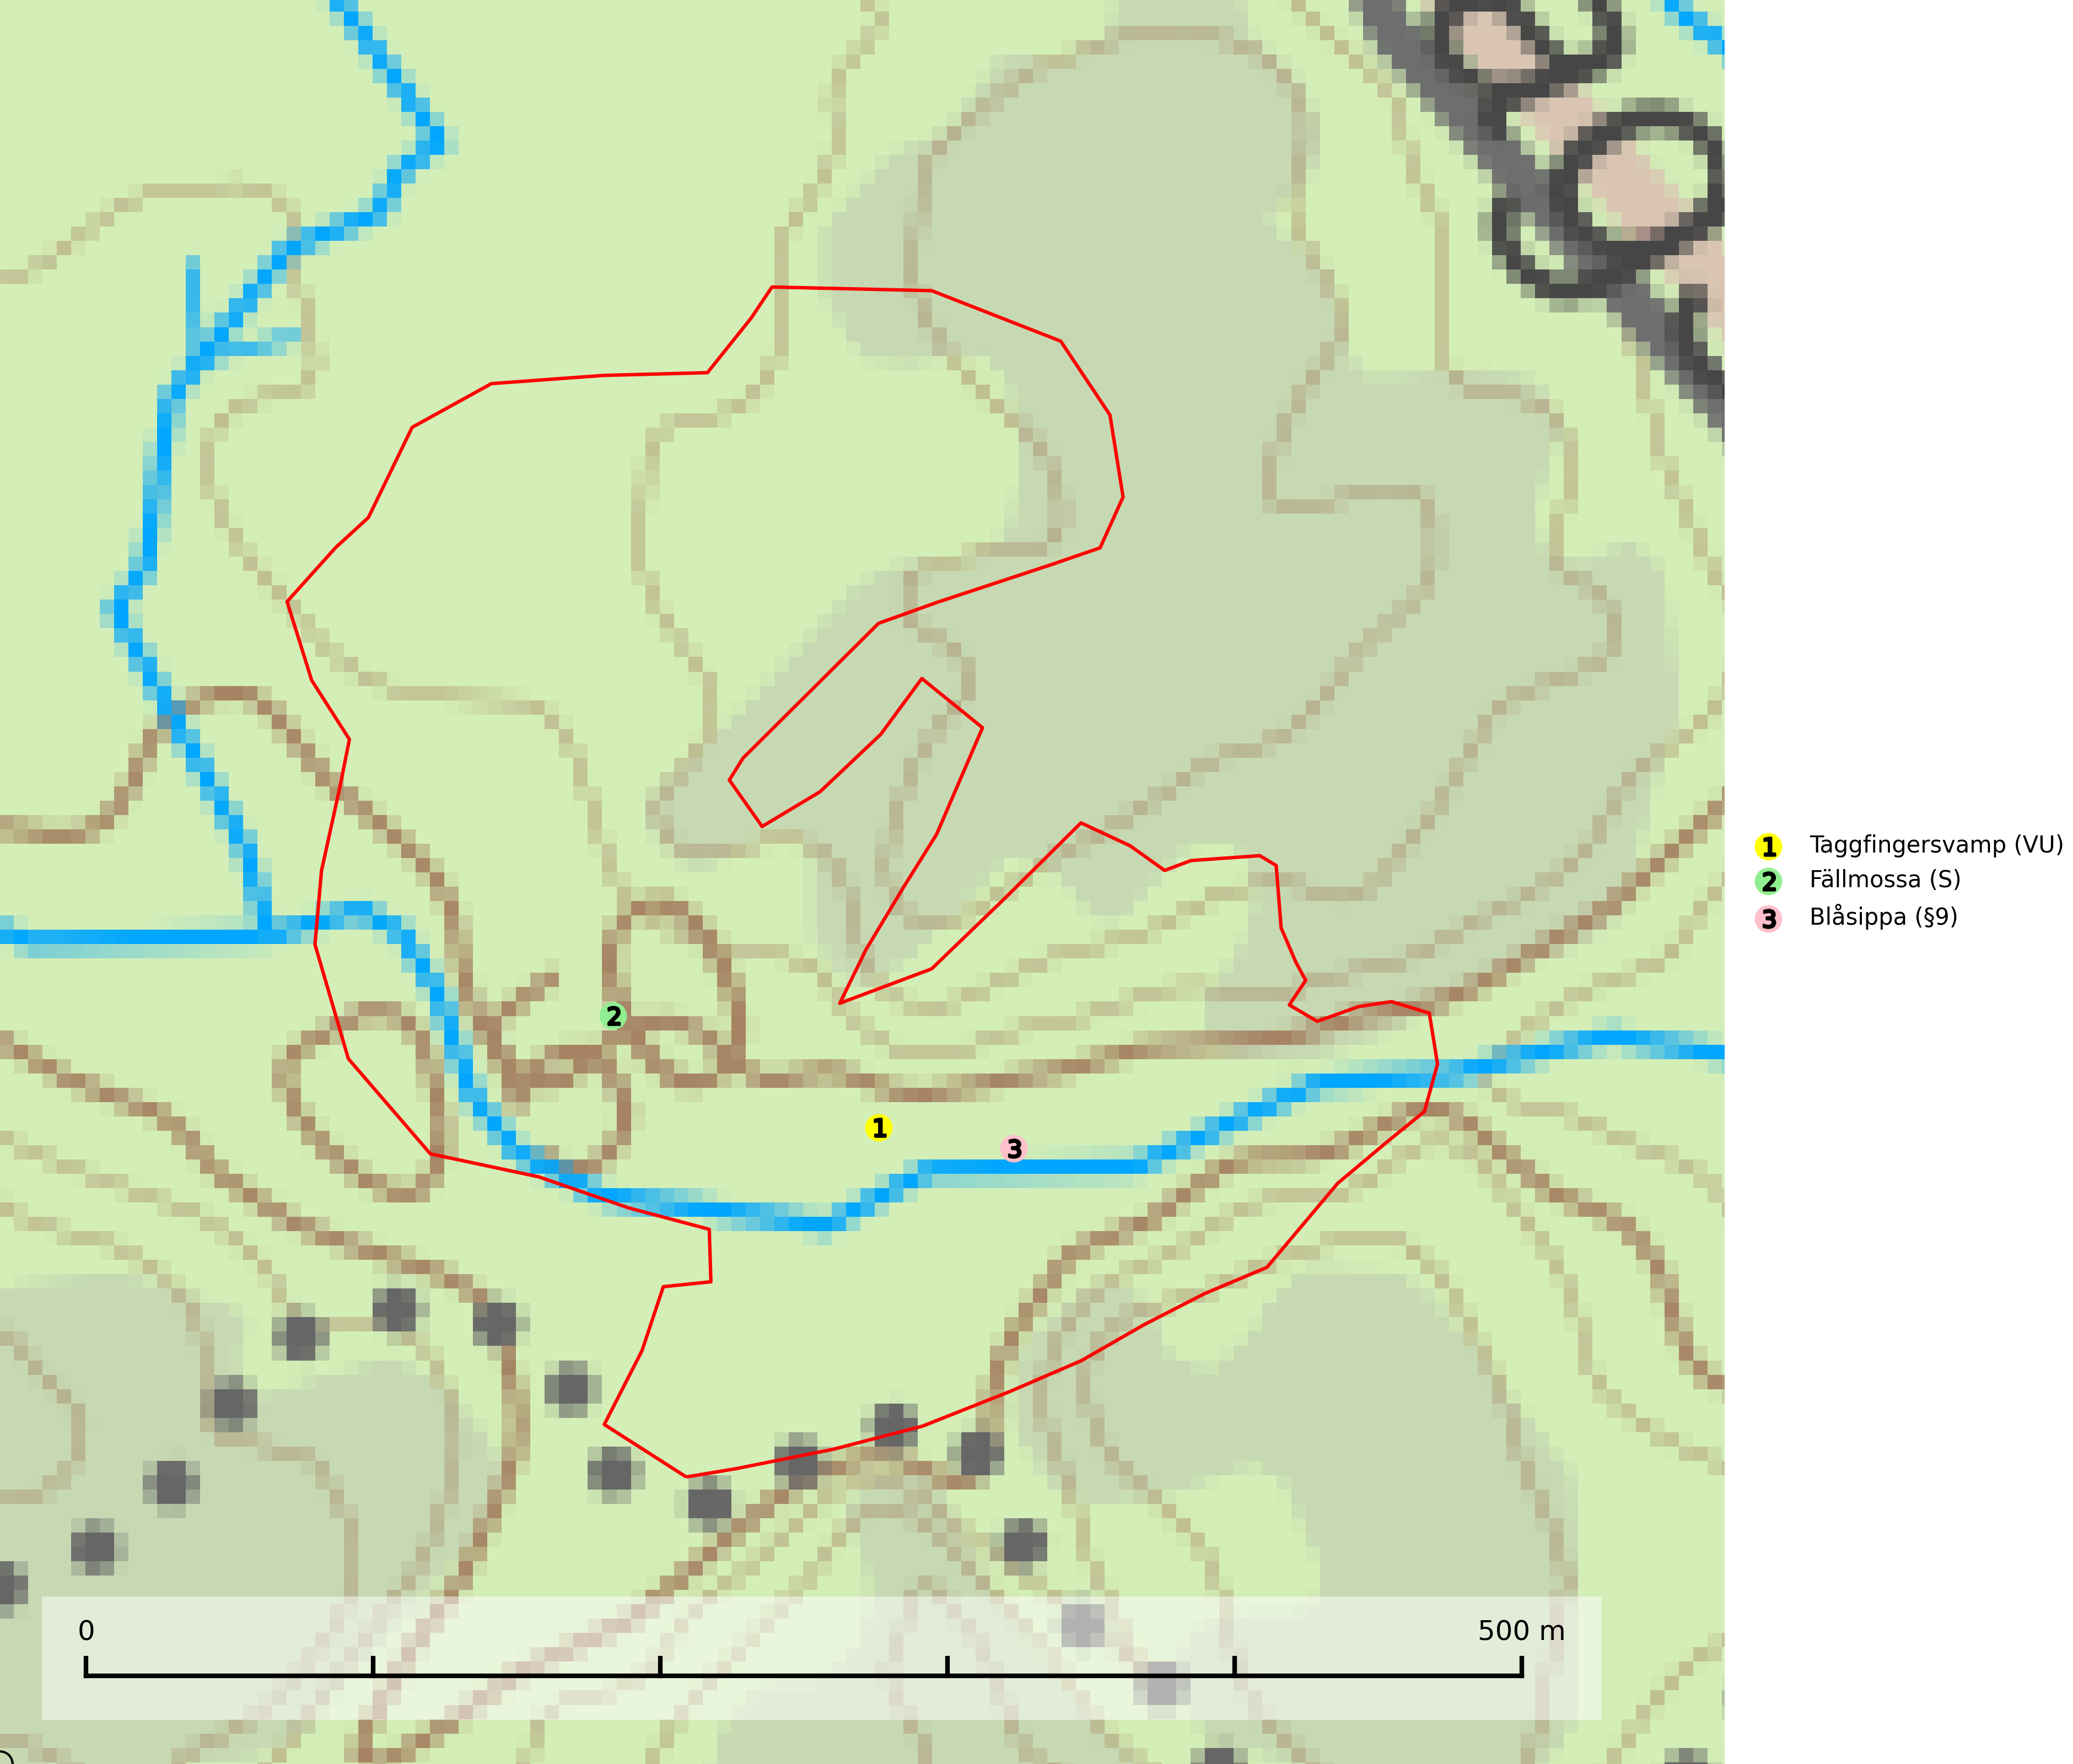 2
1
3
1 Taggfingersvamp (VU)
2 Fällmossa (S)
3 Blåsippa (§9)
0 500 m